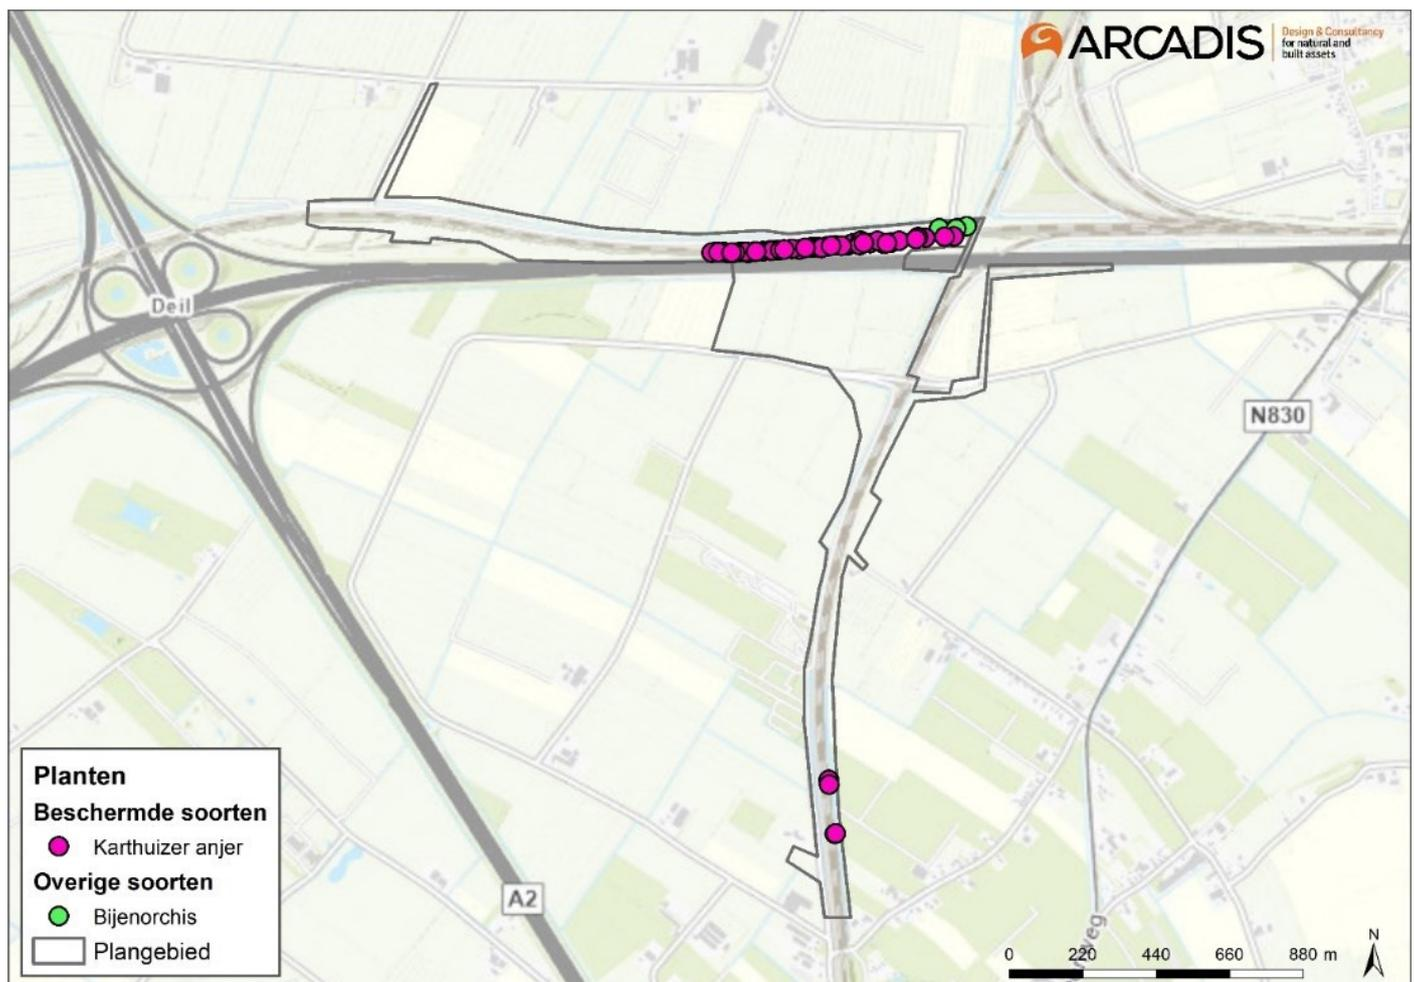 ARCADIS
Design & Consultancy
for natural and
built assets
Deil
N830
A2
Planten
Beschermde soorten
Karthuizer anjer
Overige soorten
Bijenorchis
Plangebied
0 220 440 660 880 m
N